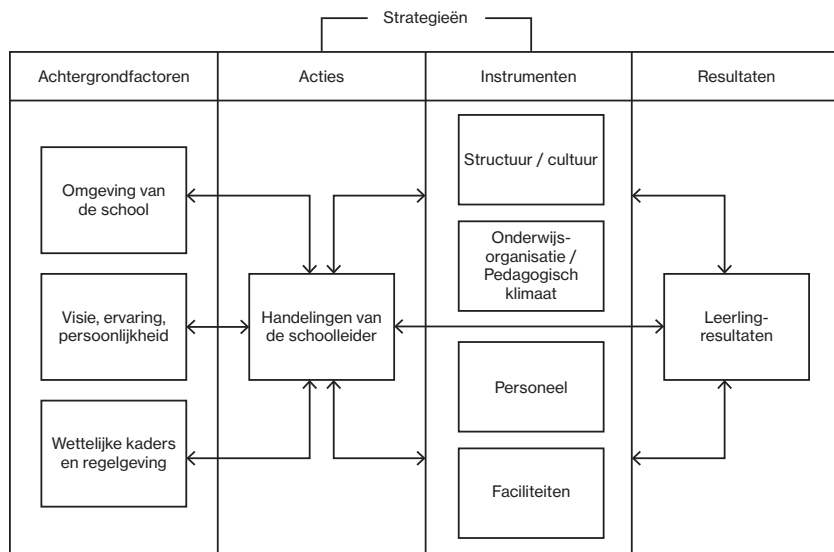 Strategieën
Achtergrondfactoren
Acties
Instrumenten
Resultaten
Omgeving van
de school
Visie, ervaring,
persoonlijkheid
Wettelijke kaders
en regelgeving
Handelingen van
de schoolleider
Structuur / cultuur
Onderwijs-
organisatie /
Pedagogisch
klimaat
Personeel
Faciliteiten
Leerling-
resultaten